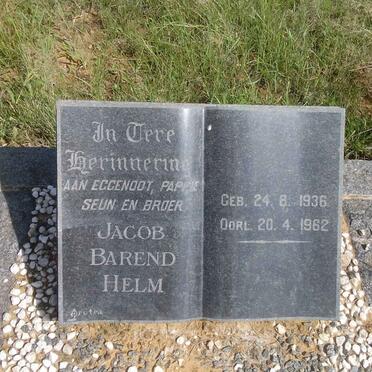 In Tere
Herinnering
AAN EGGENOOT, PAPPIE
SEUN EN BROER
JACOB
BAREND
HELM
GEB. 24. 8. 1936
OORL. 20. 4. 1962